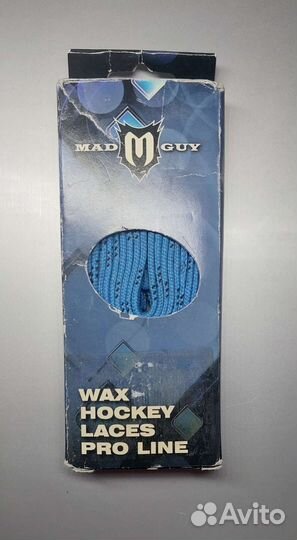 MAD M GUY
WAX
HOCKEY
LACES
PRO LINE
Avito